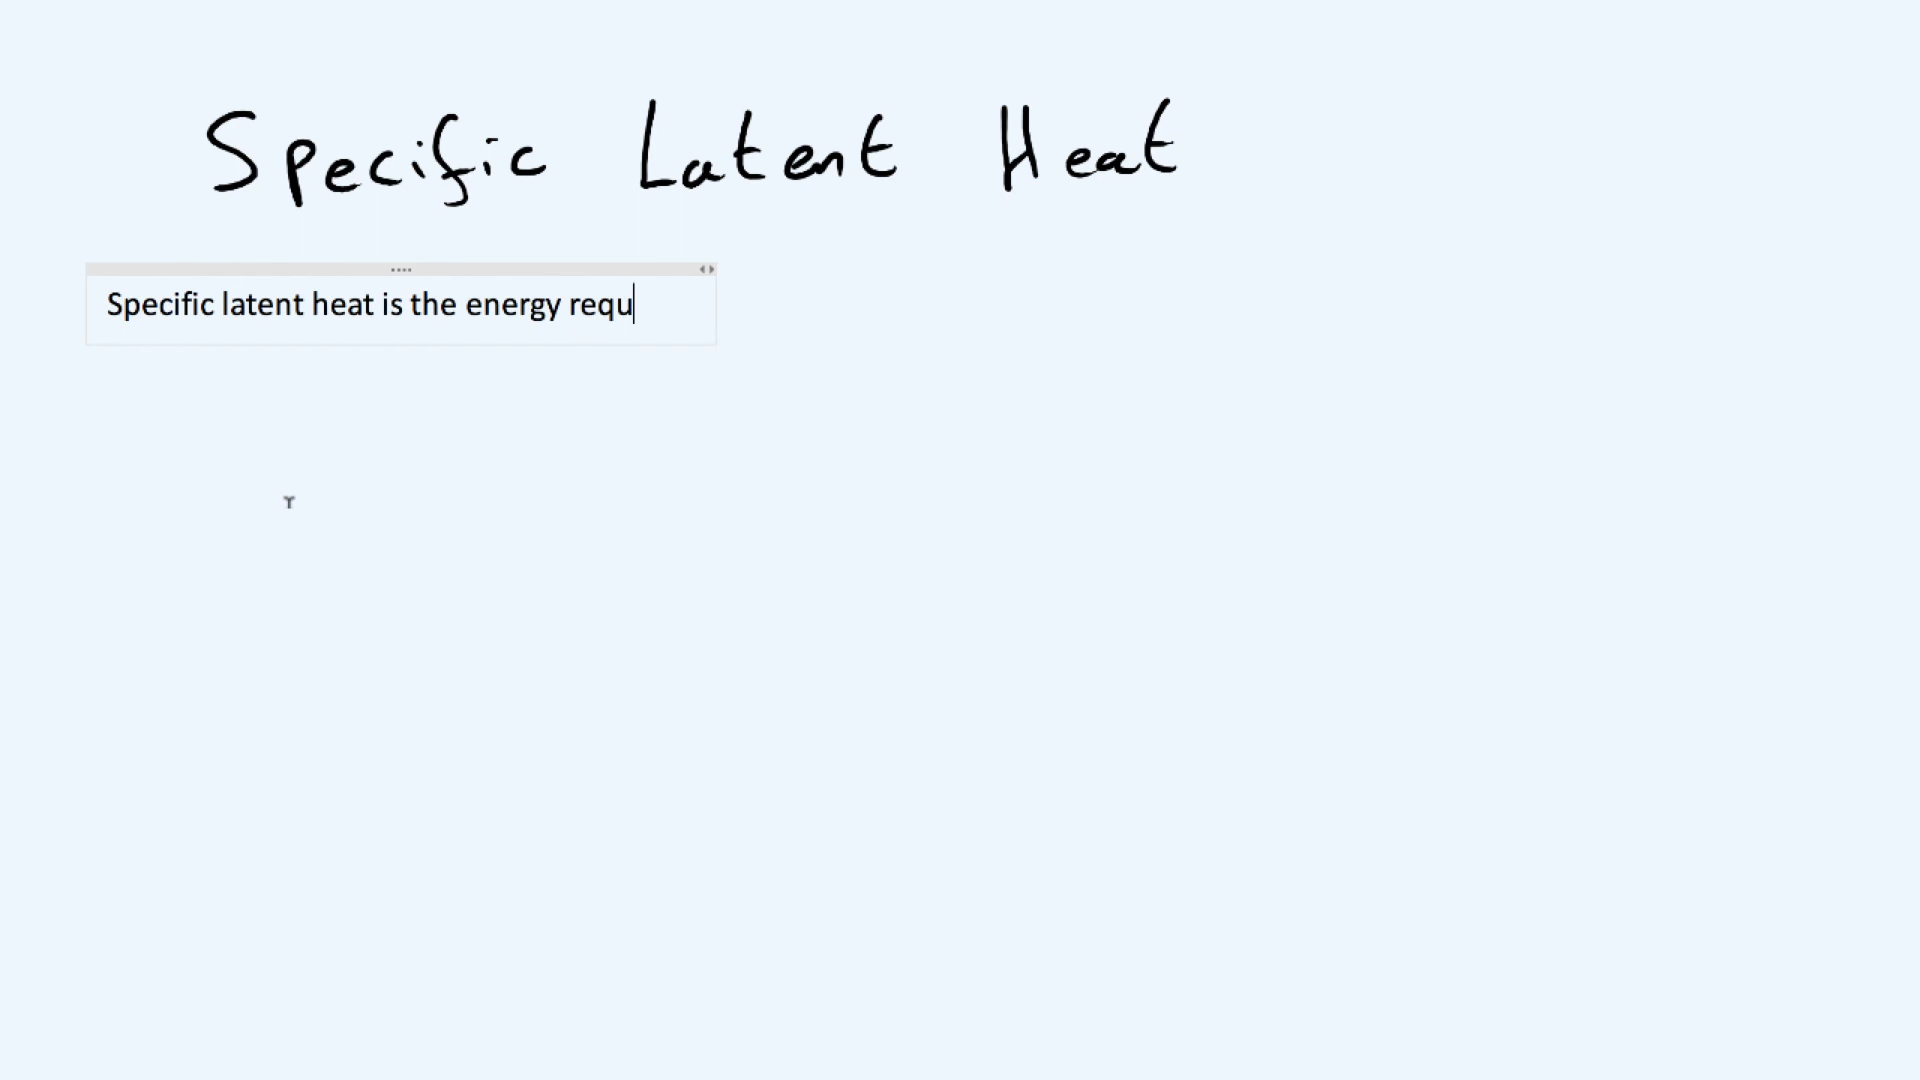 Specific Latent Heat
Specific latent heat is the energy requ